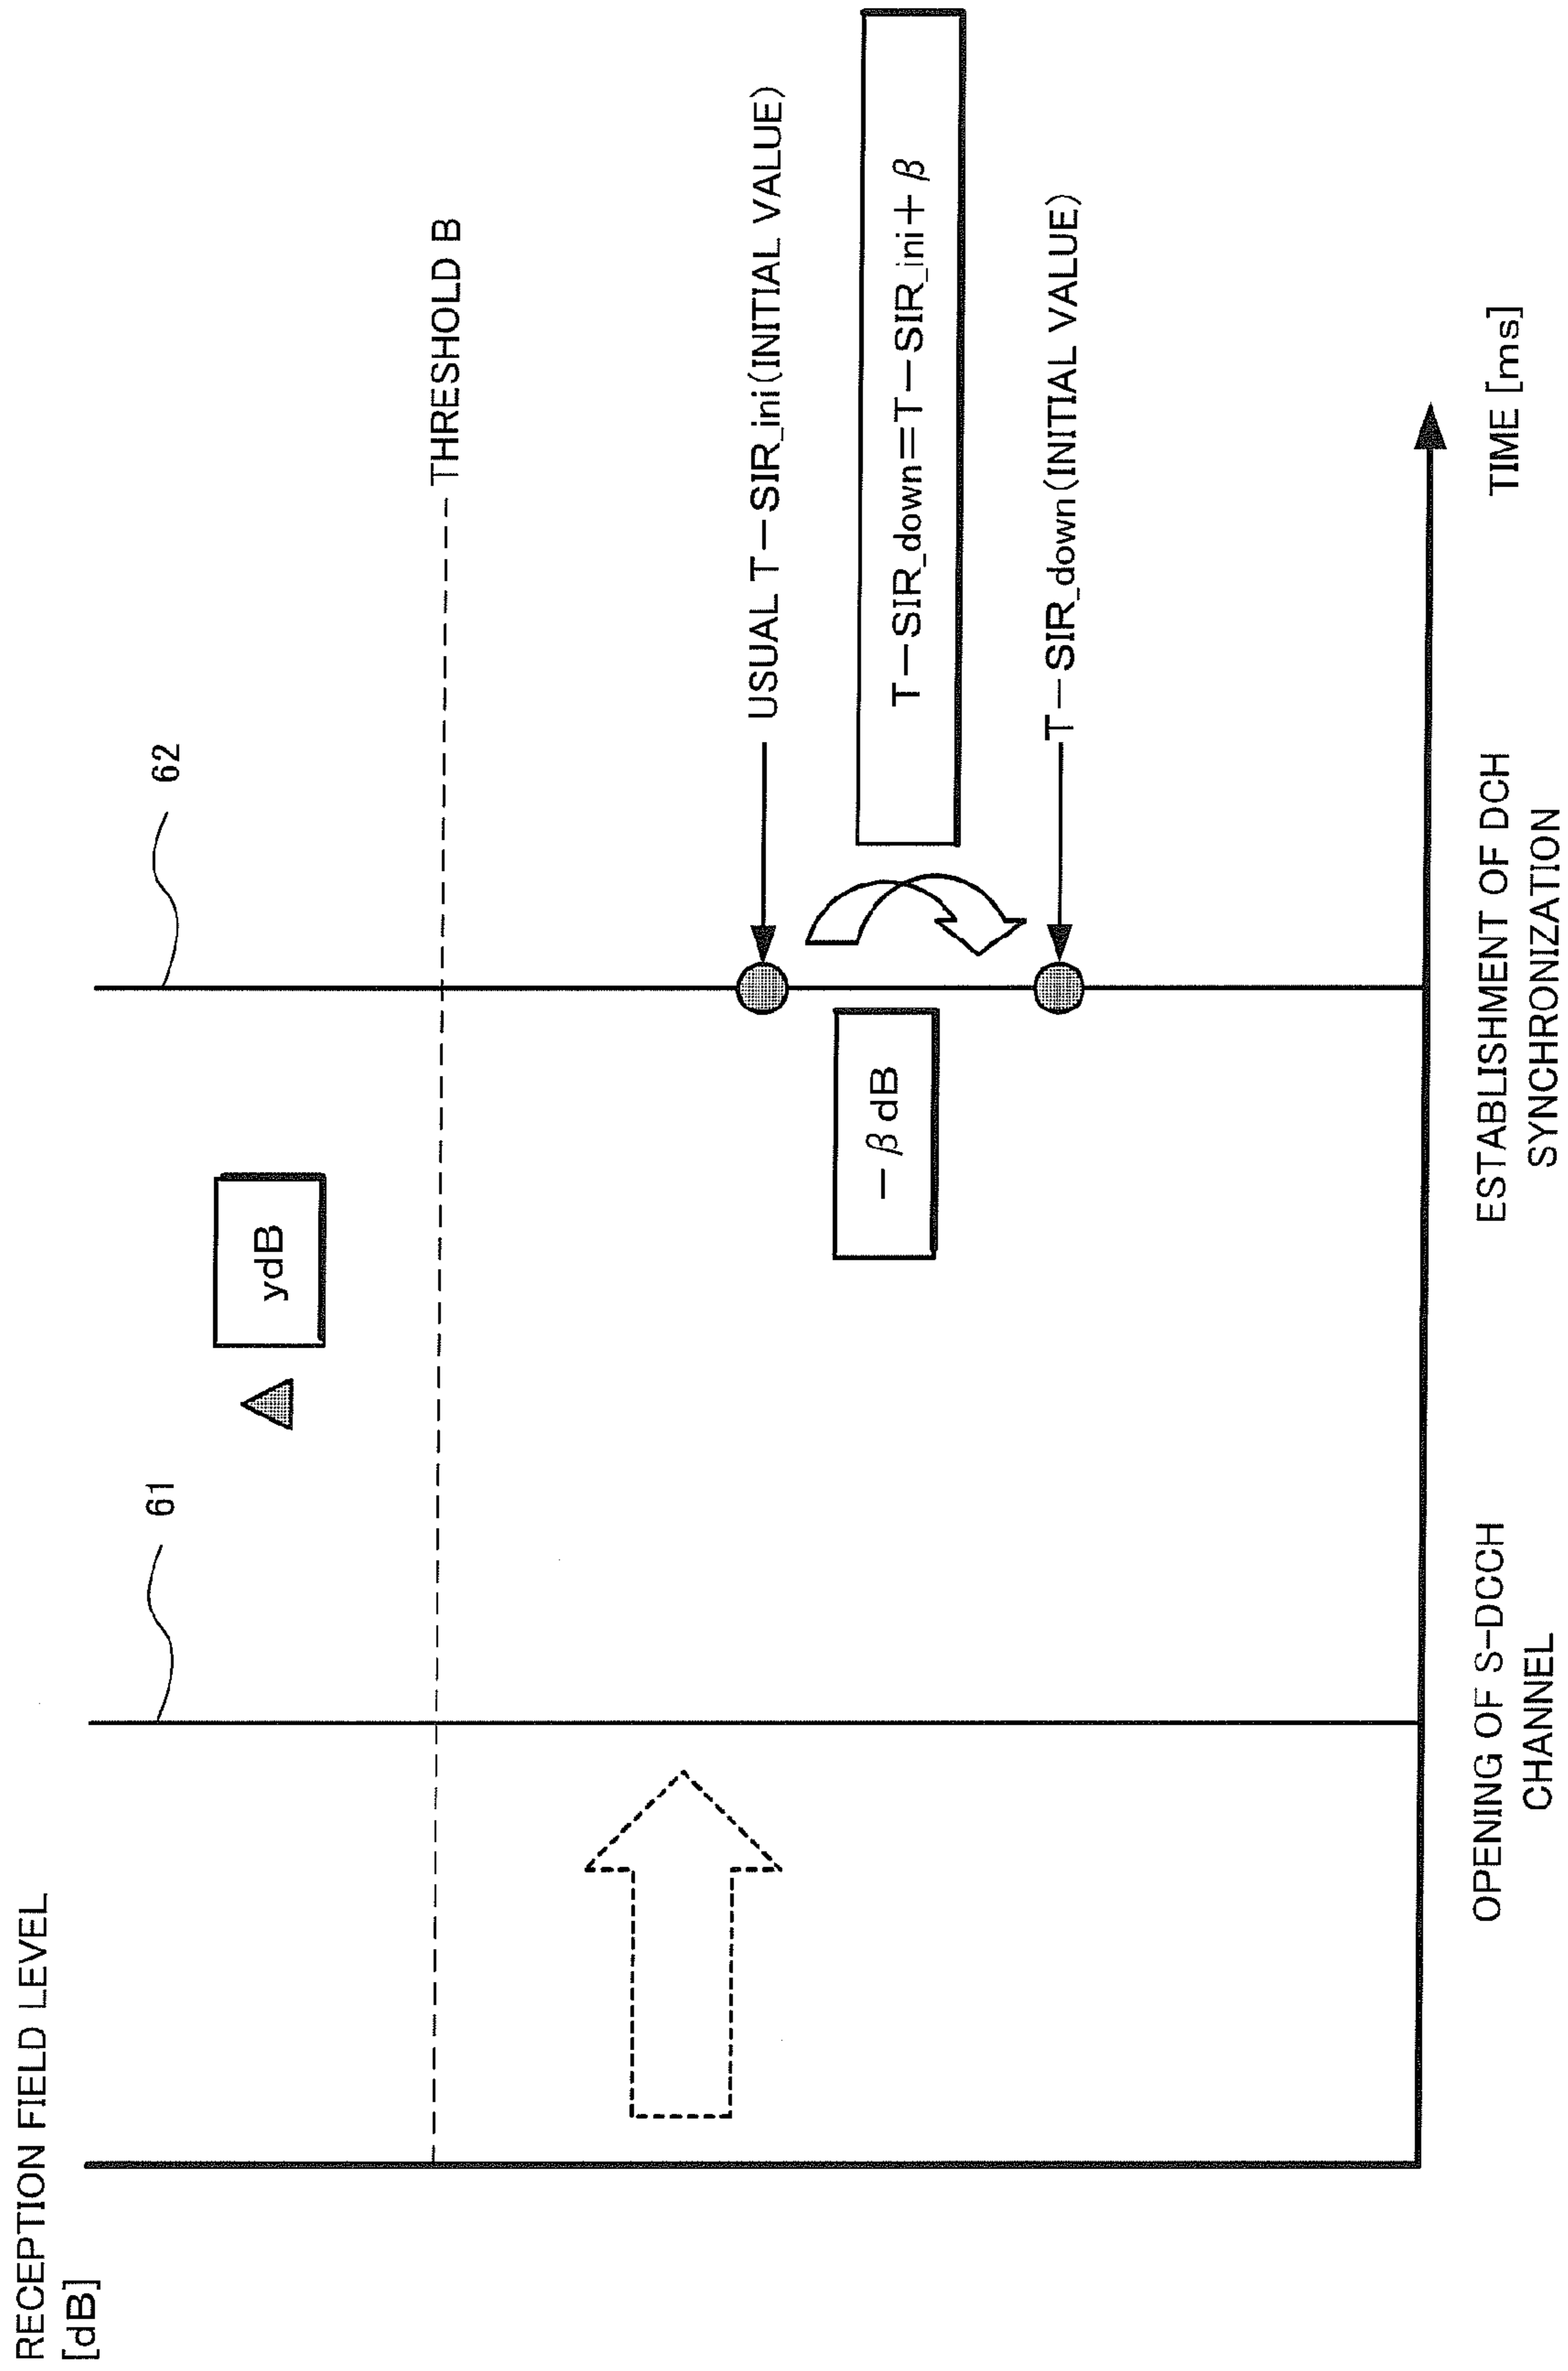 RECEPTION FIELD LEVEL
[dB]
61
62
ydB
THRESHOLD B
USUAL T－SIR_ini(INITIAL VALUE)
－β dB
T－SIR_down＝T－SIR_ini＋β
T－SIR_down(INITIAL VALUE)
TIME [ms]
OPENING OF S-DCCH
CHANNEL
ESTABLISHMENT OF DCH
SYNCHRONIZATION